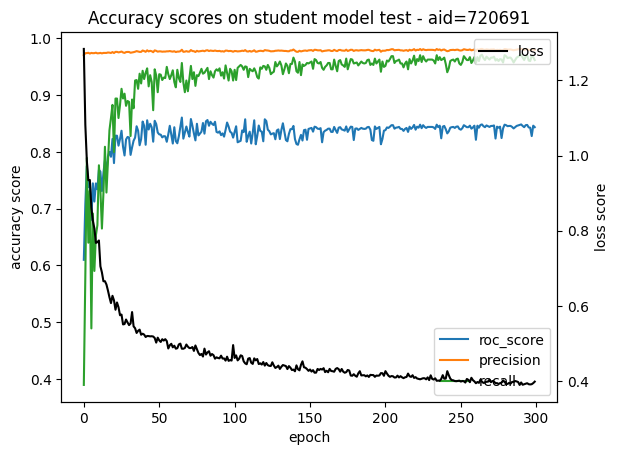 Accuracy scores on student model test - aid=720691
1.0
0.9
0.8
0.7
0.6
0.5
0.4
accuracy score
0
50
100
150
200
250
300
epoch
1.2
1.0
0.8
0.6
0.4
loss score
loss
roc_score
precision
recall